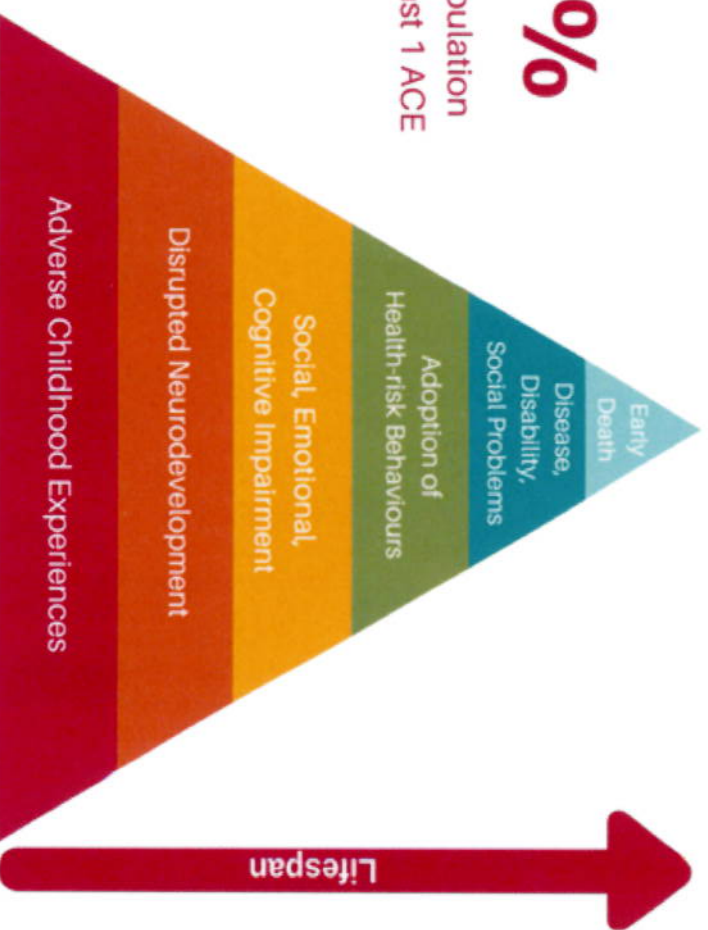 %
pulation
st 1 ACE
Early
Death
Disease,
Disability,
Social Problems
Adoption of
Health-risk Behaviours
Social, Emotional,
Cognitive Impairment
Disrupted Neurodevelopment
Adverse Childhood Experiences
Lifespan